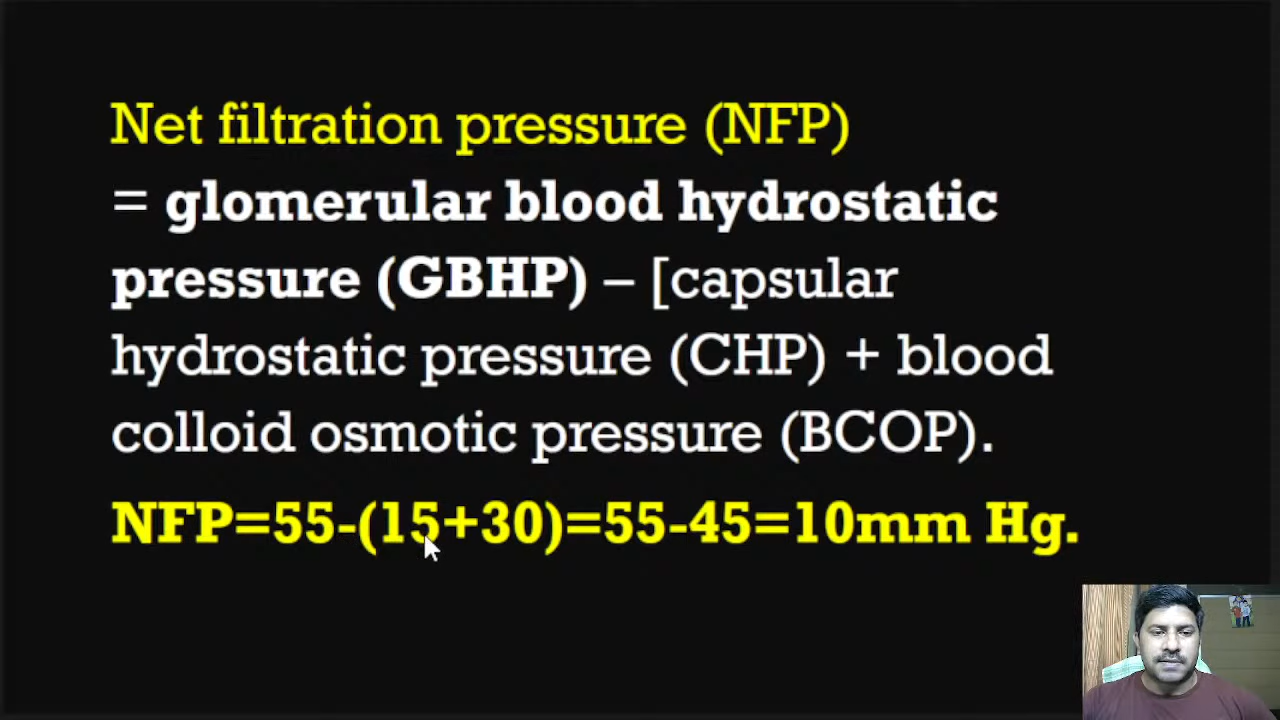 Net filtration pressure (NFP)
= glomerular blood hydrostatic
pressure (GBHP) – [capsular
hydrostatic pressure (CHP) + blood
colloid osmotic pressure (BCOP).
NFP=55-(15+30)=55-45=10mm Hg.